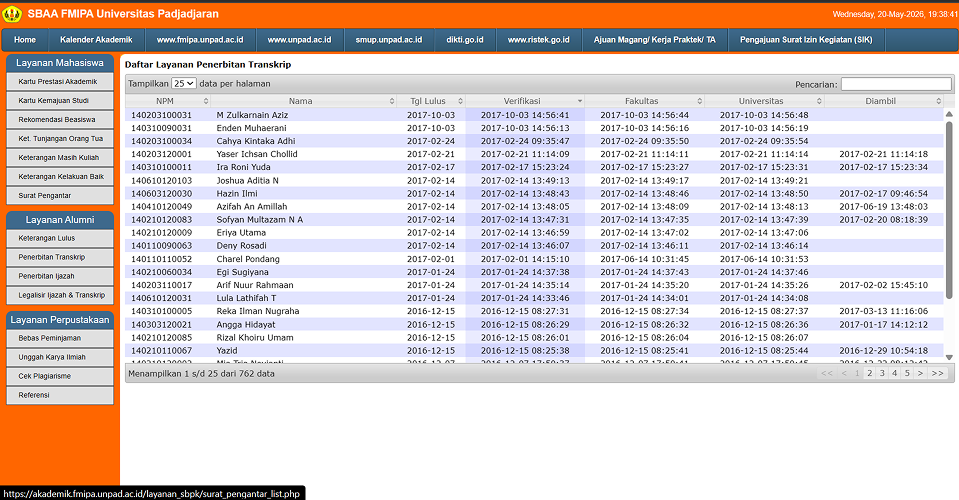 SBAA FMIPA Universitas Padjadjaran
Wednesday, 20-May-2026, 19:38:41
Home Kalender Akademik www.fmipa.unpad.ac.id www.unpad.ac.id smup.unpad.ac.id dikti.go.id www.ristek.go.id Ajuan Magang/ Kerja Praktek/ TA Pengajuan Surat Izin Kegiatan (SIK)
Layanan Mahasiswa
Kartu Prestasi Akademik
Kartu Kemajuan Studi
Rekomendasi Beasiswa
Ket. Tunjangan Orang Tua
Keterangan Masih Kuliah
Keterangan Kelakuan Baik
Surat Pengantar
Layanan Alumni
Keterangan Lulus
Penerbitan Transkrip
Penerbitan Ijazah
Legalisir Ijazah & Transkrip
Layanan Perpustakaan
Bebas Peminjaman
Unggah Karya Ilmiah
Cek Plagiarisme
Referensi
Daftar Layanan Penerbitan Transkrip
Tampilkan 25 data per halaman
Pencarian:
NPM Nama Tgl Lulus Verifikasi Fakultas Universitas Diambil
140203100031 M Zulkarnain Aziz 2017-10-03 2017-10-03 14:56:41 2017-10-03 14:56:44 2017-10-03 14:56:48
140310090031 Enden Muhaerani 2017-10-03 2017-10-03 14:56:13 2017-10-03 14:56:16 2017-10-03 14:56:19
140203100034 Cahya Kintaka Adhi 2017-02-24 2017-02-24 09:35:47 2017-02-24 09:35:50 2017-02-24 09:35:54
140203120001 Yaser Ichsan Chollid 2017-02-21 2017-02-21 11:14:09 2017-02-21 11:14:11 2017-02-21 11:14:14 2017-02-21 11:14:18
140310100011 Ira Roni Yuda 2017-02-17 2017-02-17 15:23:24 2017-02-17 15:23:27 2017-02-17 15:23:31 2017-02-17 15:23:34
140610120103 Joshua Aditia N 2017-02-14 2017-02-14 13:49:13 2017-02-14 13:49:17 2017-02-14 13:49:21
140603120030 Hazin Ilmi 2017-02-14 2017-02-14 13:48:43 2017-02-14 13:48:46 2017-02-14 13:48:50 2017-02-17 09:46:54
140410120049 Azifah An Amillah 2017-02-14 2017-02-14 13:48:05 2017-02-14 13:48:09 2017-02-14 13:48:13 2017-06-19 13:48:03
140210120083 Sofyan Multazam N A 2017-02-14 2017-02-14 13:47:31 2017-02-14 13:47:35 2017-02-14 13:47:39 2017-02-20 08:18:39
140210120009 Eriya Utama 2017-02-14 2017-02-14 13:46:59 2017-02-14 13:47:02 2017-02-14 13:47:06
140110090063 Deny Rosadi 2017-02-14 2017-02-14 13:46:07 2017-02-14 13:46:11 2017-02-14 13:46:14
140110110052 Charel Pondang 2017-02-01 2017-02-01 14:15:10 2017-06-14 10:31:45 2017-06-14 10:31:53
140210060034 Egi Sugiyana 2017-01-24 2017-01-24 14:37:38 2017-01-24 14:37:43 2017-01-24 14:37:46
140203110017 Arif Nuur Rahmaan 2017-01-24 2017-01-24 14:35:14 2017-01-24 14:35:20 2017-01-24 14:35:26 2017-02-02 15:45:10
140610120031 Lula Lathifah T 2017-01-24 2017-01-24 14:33:46 2017-01-24 14:34:01 2017-01-24 14:34:08
140310100005 Reka Ilman Nugraha 2016-12-15 2016-12-15 08:27:31 2016-12-15 08:27:34 2016-12-15 08:27:37 2017-03-13 11:16:06
140303120021 Angga Hidayat 2016-12-15 2016-12-15 08:26:29 2016-12-15 08:26:32 2016-12-15 08:26:36 2017-01-17 14:12:12
140210120085 Rizal Khoiru Umam 2016-12-15 2016-12-15 08:26:01 2016-12-15 08:26:04 2016-12-15 08:26:07
140210110067 Yazid 2016-12-15 2016-12-15 08:25:38 2016-12-15 08:25:41 2016-12-15 08:25:44 2016-12-29 10:54:18
Menampilkan 1 s/d 25 dari 762 data
<< < 1 2 3 4 5 > >>
https://akademik.fmipa.unpad.ac.id/layanan_sbpk/surat_pengantar_list.php